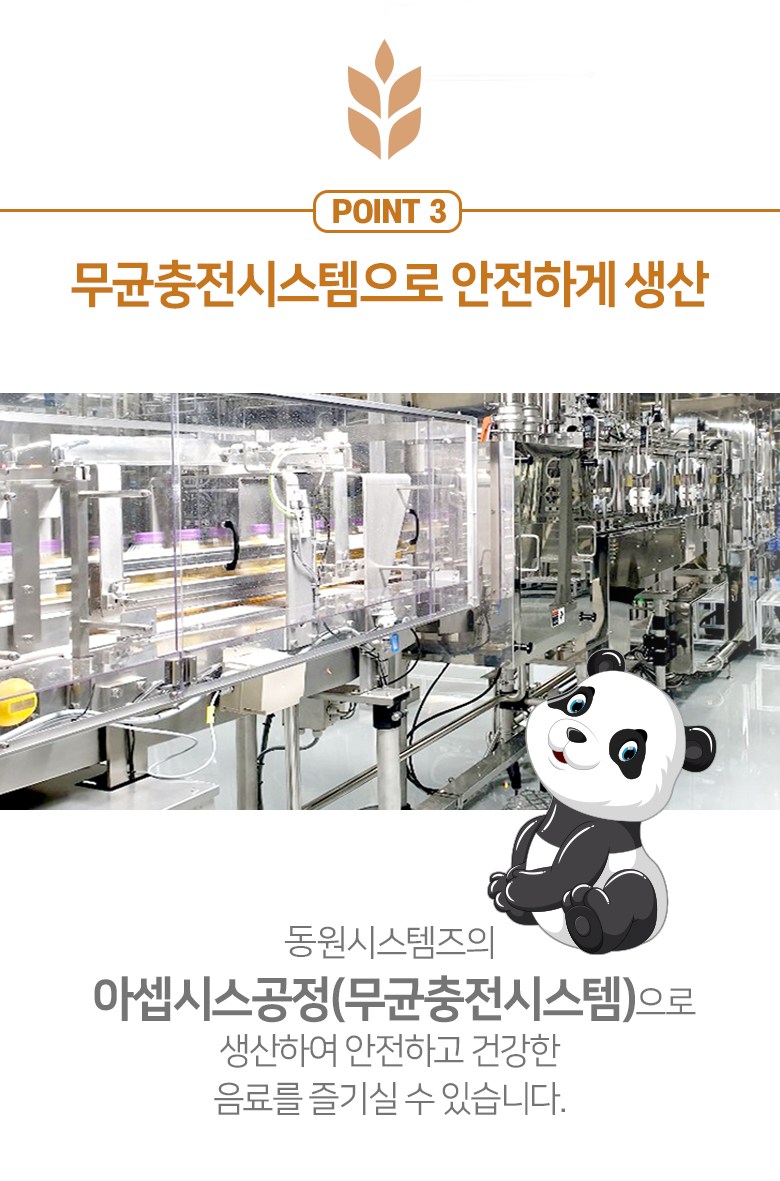 POINT 3
무균충전시스템으로 안전하게 생산
동원시스템즈의
아셉시스공정(무균충전시스템)으로
생산하여 안전하고 건강한
음료를 즐기실 수 있습니다.